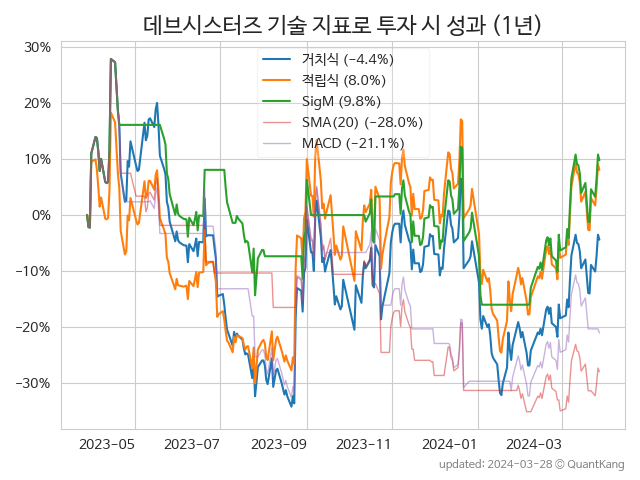 데브시스터즈 기술 지표로 투자 시 성과 (1년)
거치식 (−4.4%)
적립식 (8.0%)
SigM (9.8%)
SMA(20) (−28.0%)
MACD (−21.1%)
30%
20%
10%
0%
−10%
−20%
−30%
2023-05 2023-07 2023-09 2023-11 2024-01 2024-03
updated: 2024-03-28 © QuantKang